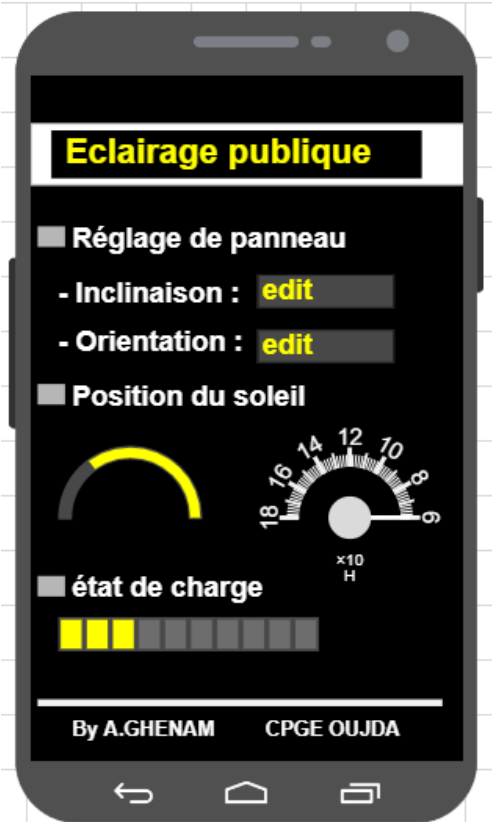 Eclairage publique
Réglage de panneau
- Inclinaison : edit
- Orientation : edit
Position du soleil
18 16 14 12 10 8 6
×10
H
état de charge
By A.GHENAM CPGE OUJDA